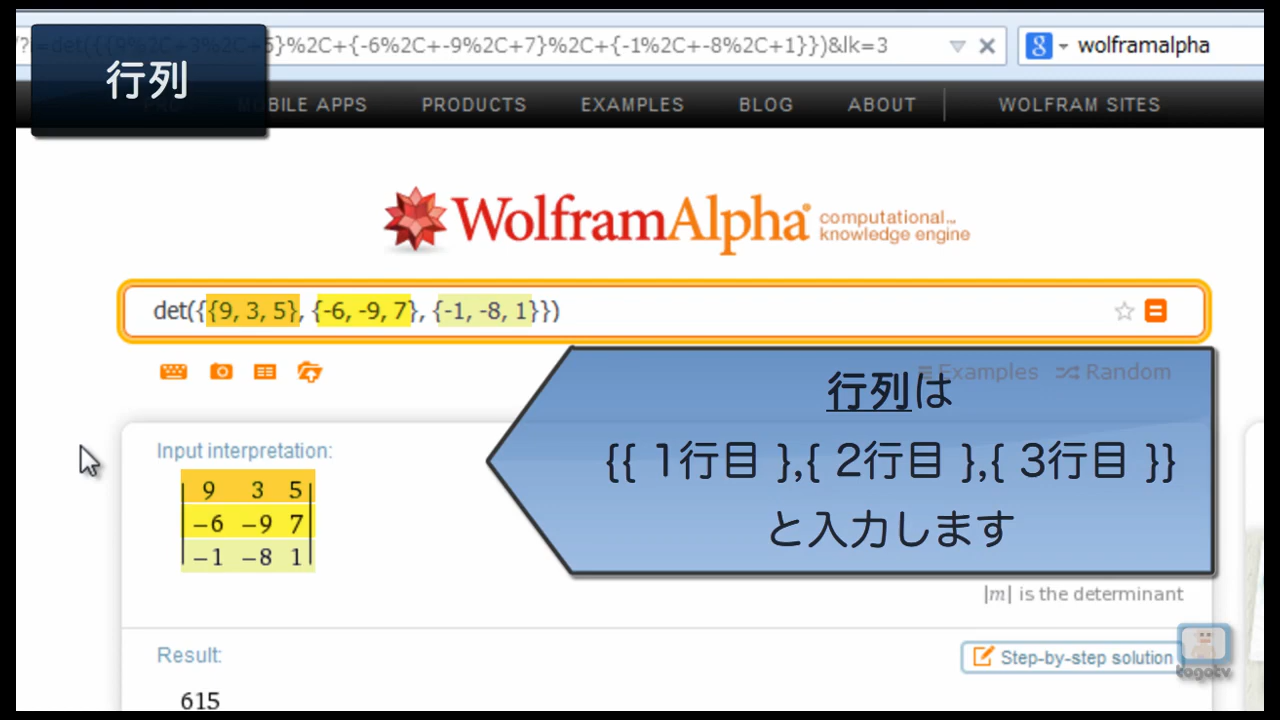 /?i=det({{9%2C+3%2C+5}%2C+{-6%2C+-9%2C+7}%2C+{-1%2C+-8%2C+1}})&lk=3
wolframalpha
行列
MOBILE APPS PRODUCTS EXAMPLES BLOG ABOUT WOLFRAM SITES
WolframAlpha computational... knowledge engine
det({{9, 3, 5}, {-6, -9, 7}, {-1, -8, 1}})
Examples Random
行列は
{{ 1行目 },{ 2行目 },{ 3行目 }}
と入力します
Input interpretation:
9 3 5
−6 −9 7
−1 −8 1
|m| is the determinant
Result:
Step-by-step solution
615
togotv